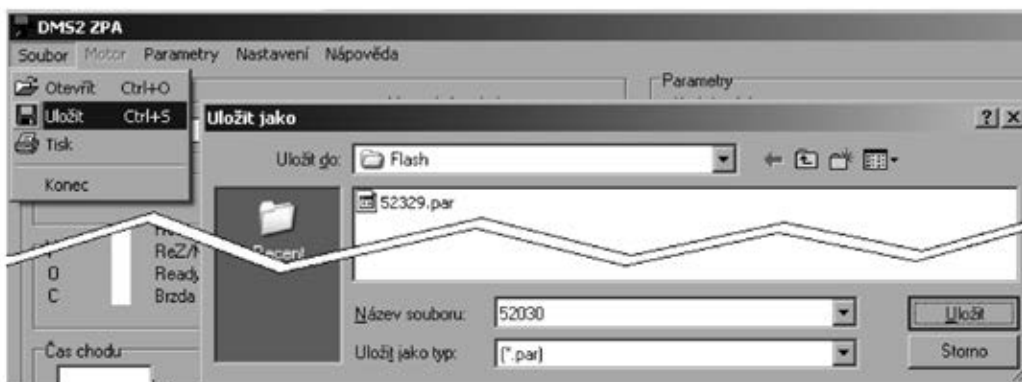 DMS2 ZPA
Soubor Motor Parametry Nastavení Nápověda
Otevřít Ctrl+O
Uložit Ctrl+S
Tisk
Konec
Parametry
Uložit jako
Uložit do: Flash
52329.par
Recent
ReZ/
O Ready
C Brzda
Název souboru: 52030 Uložit
Uložit jako typ: (*.par) Storno
Čas chodu